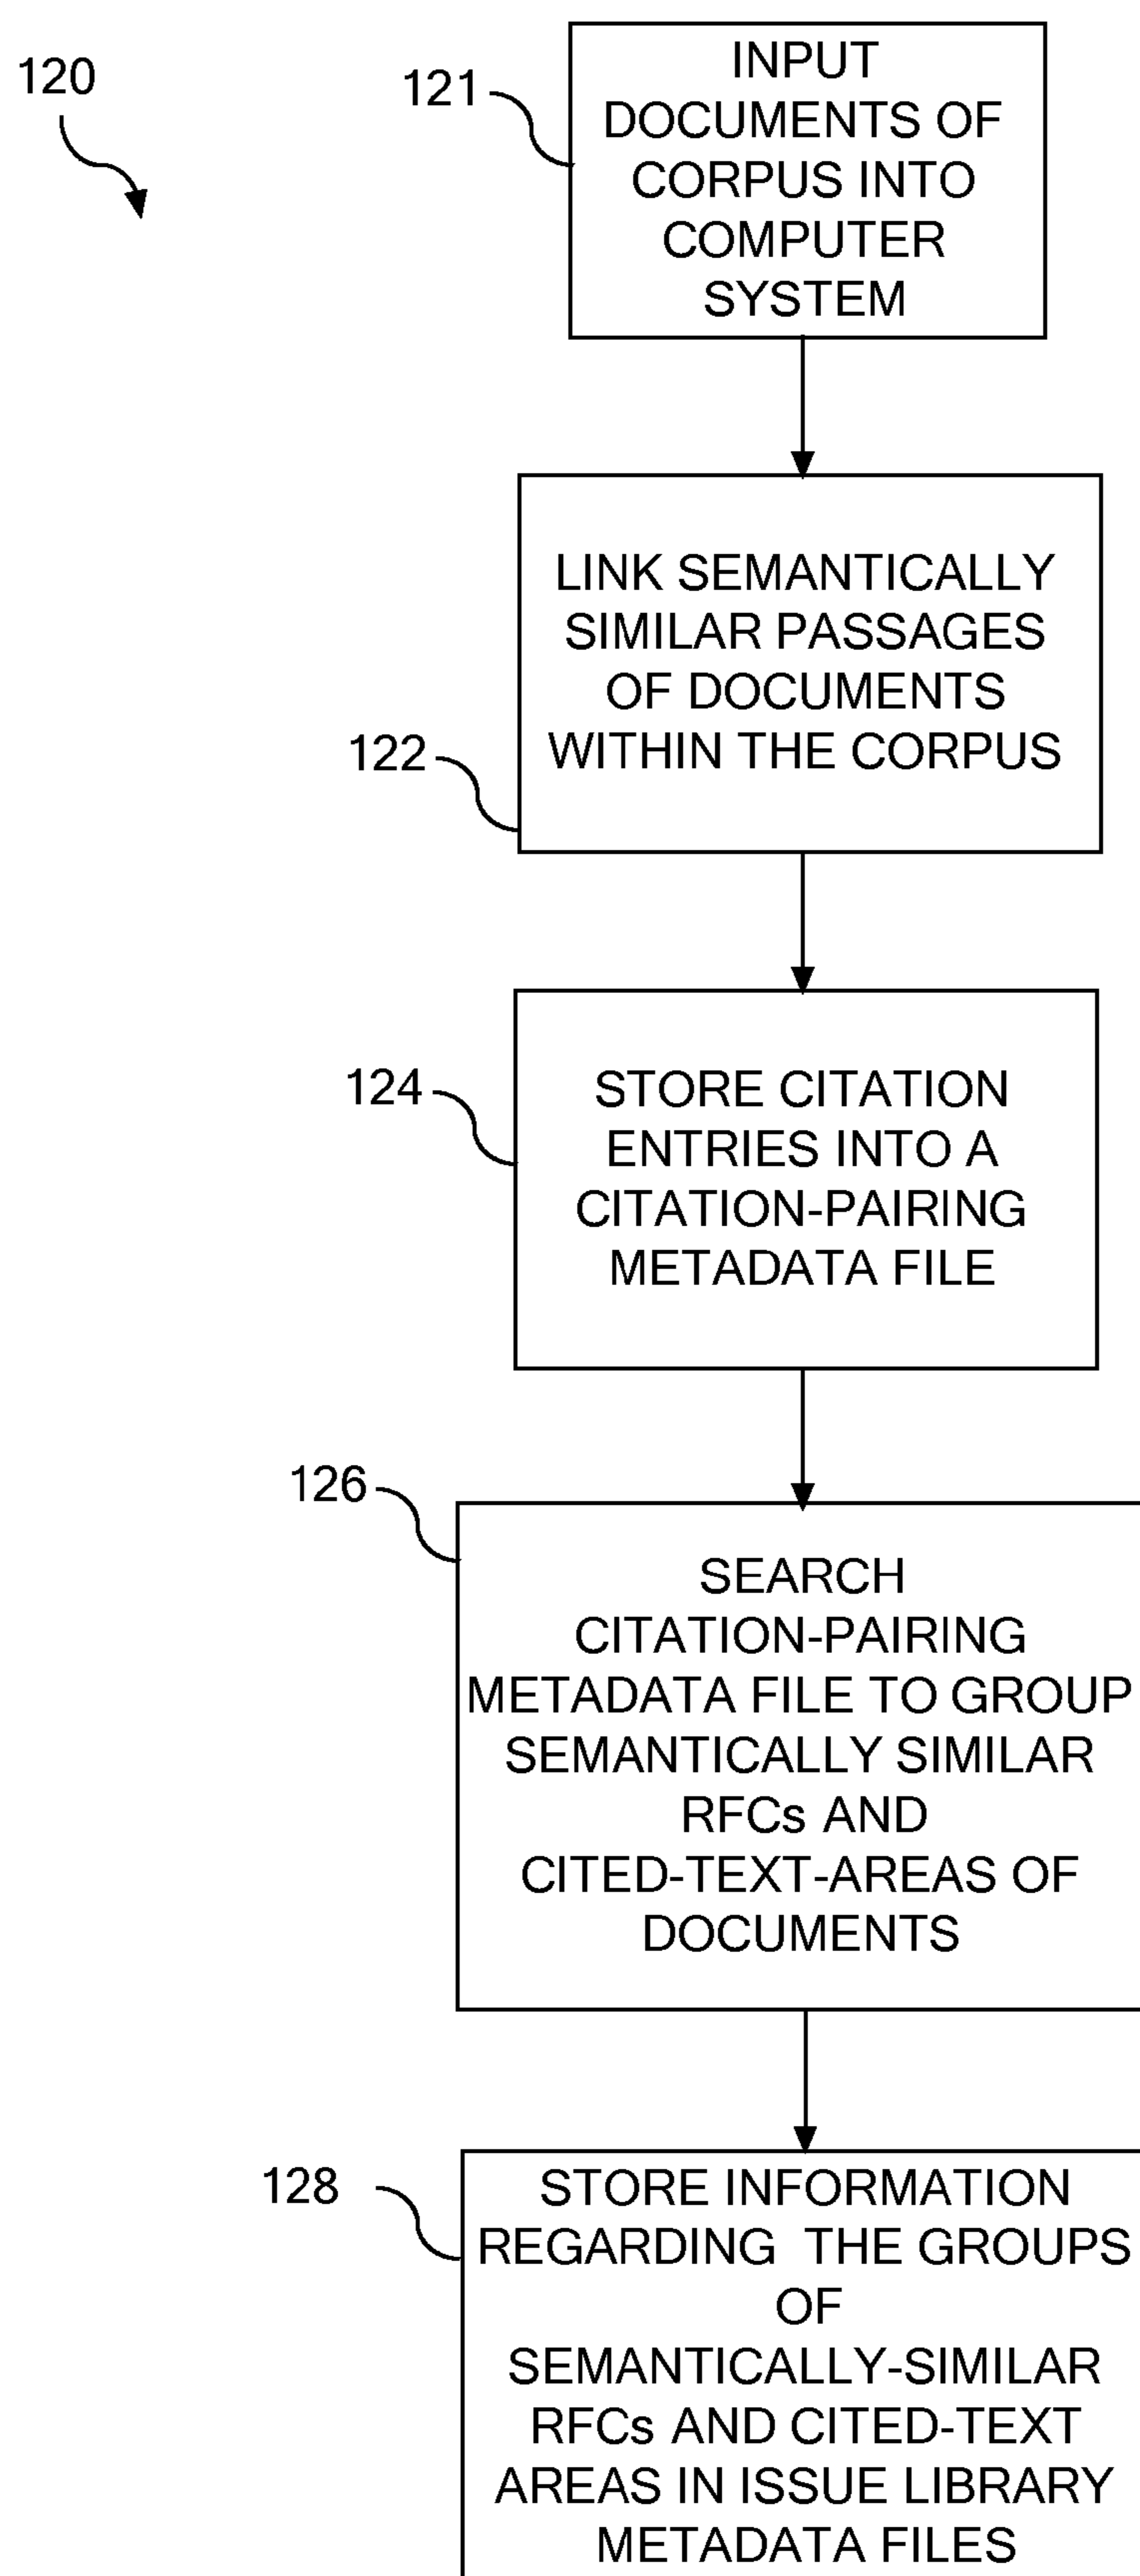 120
121
INPUT
DOCUMENTS OF
CORPUS INTO
COMPUTER
SYSTEM
LINK SEMANTICALLY
SIMILAR PASSAGES
OF DOCUMENTS
WITHIN THE CORPUS
122
124
STORE CITATION
ENTRIES INTO A
CITATION-PAIRING
METADATA FILE
126
SEARCH
CITATION-PAIRING
METADATA FILE TO GROUP
SEMANTICALLY SIMILAR
RFCs AND
CITED-TEXT-AREAS OF
DOCUMENTS
128
STORE INFORMATION
REGARDING THE GROUPS
OF
SEMANTICALLY-SIMILAR
RFCs AND CITED-TEXT
AREAS IN ISSUE LIBRARY
METADATA FILES